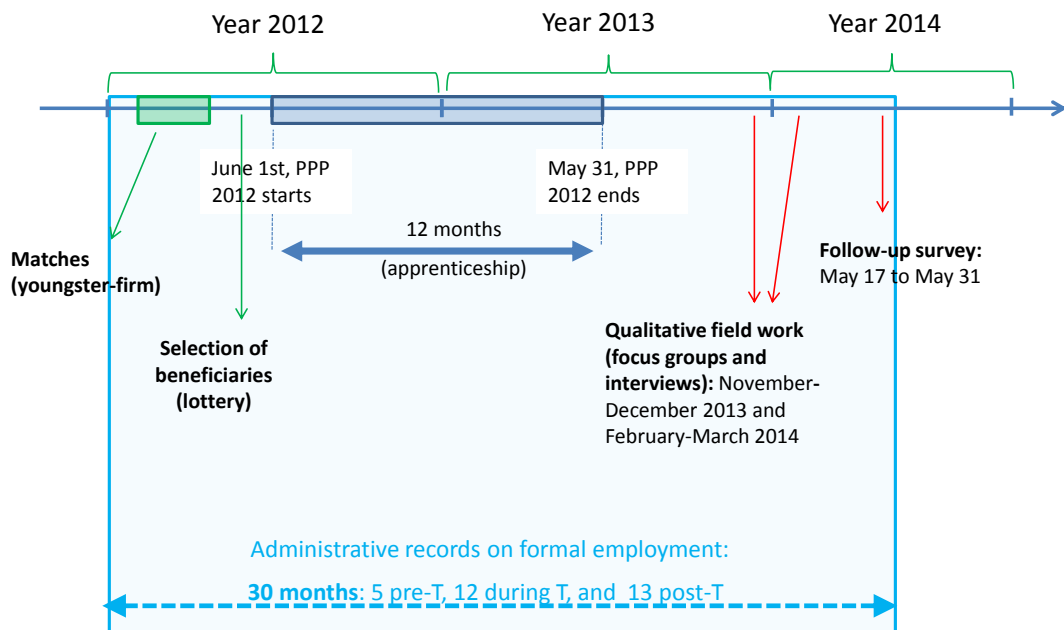 Year 2012
Year 2013
Year 2014
June 1st, PPP
2012 starts
May 31, PPP
2012 ends
12 months
(apprenticeship)
Matches
(youngster-firm)
Follow-up survey:
May 17 to May 31
Selection of
beneficiaries
(lottery)
Qualitative field work
(focus groups and
interviews): November-
December 2013 and
February-March 2014
Administrative records on formal employment:
30 months: 5 pre-T, 12 during T, and 13 post-T